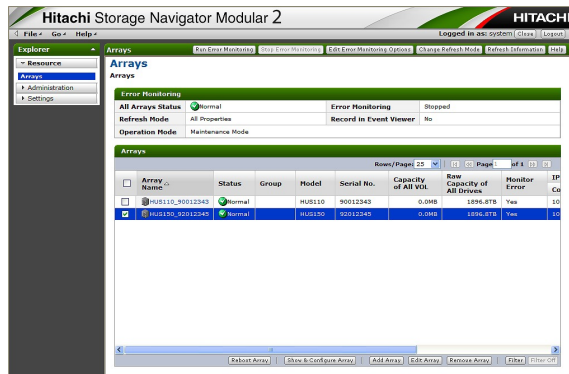 Hitachi Storage Navigator Modular 2
HITACHI
File Go Help
Logged in as: system Close Logout
Explorer
Resource
Arrays
Administration
Settings
Arrays Run Error Monitoring Stop Error Monitoring Edit Error Monitoring Options Change Refresh Mode Refresh Information Help
Arrays
Arrays
Error Monitoring
All Arrays Status Normal Error Monitoring Stopped
Refresh Mode All Properties Record in Event Viewer No
Operation Mode Maintenance Mode
Arrays
Rows/Page: 25 Page 1 of 1
Array Name Status Group Model Serial No. Capacity of All VOL Raw Capacity of All Drives Monitor Error IP Co
HUS110_90012343 Normal HUS110 90012343 0.0MB 1896.8TB Yes 10
HUS150_92012345 Normal HUS150 92012345 0.0MB 1896.8TB Yes 10
Reboot Array Show & Configure Array Add Array Edit Array Remove Array Filter Filter Off